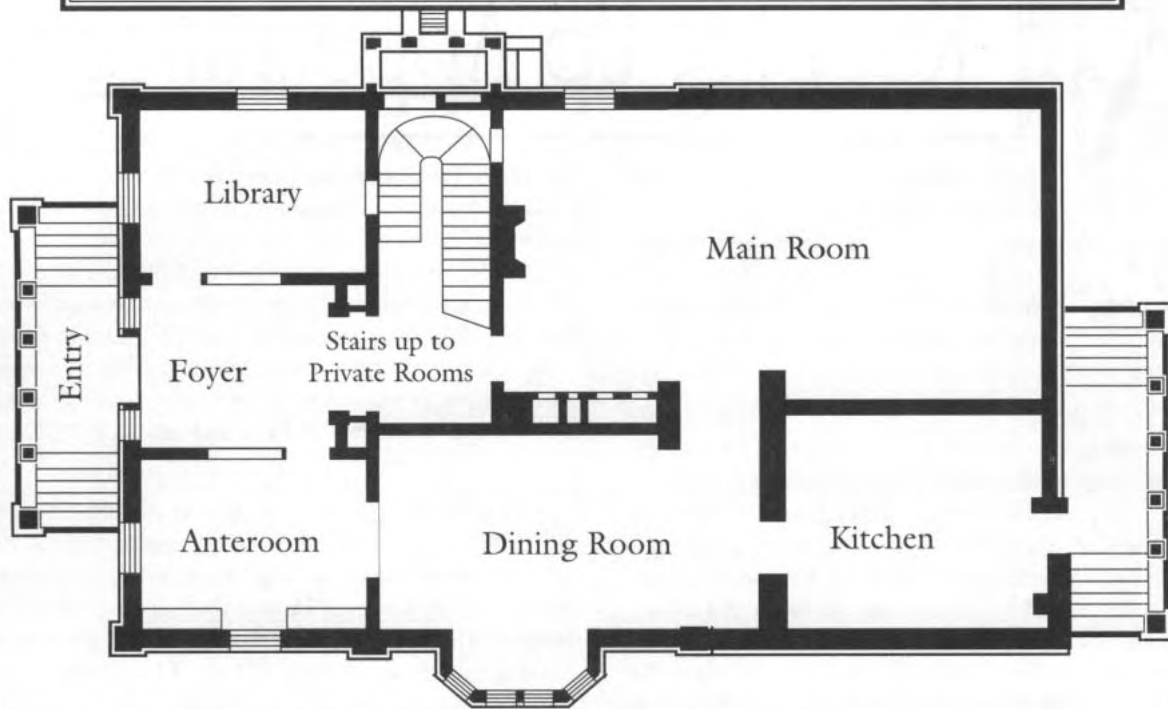 Library
Main Room
Entry
Foyer
Stairs up to
Private Rooms
Anteroom
Dining Room
Kitchen